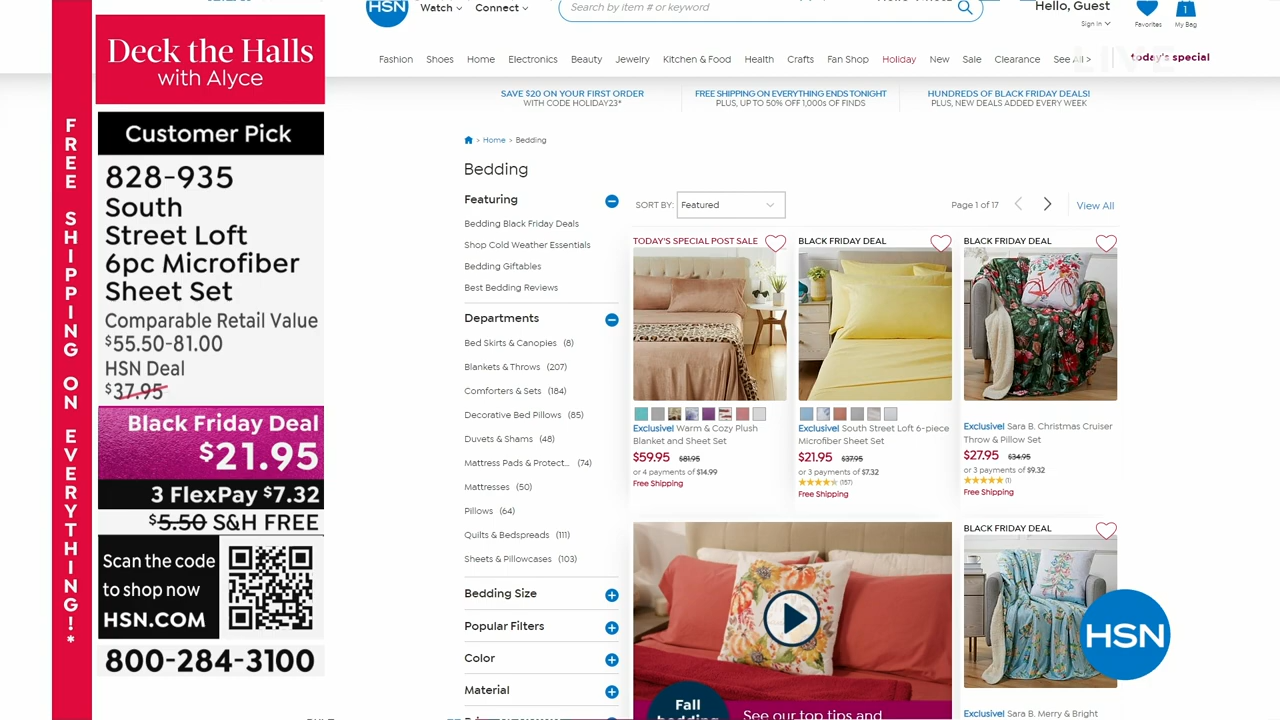 FREE SHIPPING ON EVERYTHING!*
Deck the Halls
with Alyce
Customer Pick
828-935
South
Street Loft
6pc Microfiber
Sheet Set
Comparable Retail Value
$55.50-81.00
HSN Deal
$37.95
Black Friday Deal
$21.95
3 FlexPay $7.32
$5.50 S&H FREE
Scan the code
to shop now
HSN.COM
800-284-3100
HSN
Watch
Connect
Search by item # or keyword
Hello, Guest
Sign In
Favorites
1
My Bag
Fashion Shoes Home Electronics Beauty Jewelry Kitchen & Food Health Crafts Fan Shop Holiday New Sale Clearance See All >
today's special
LIVE
SAVE $20 ON YOUR FIRST ORDER
WITH CODE HOLIDAY23*
FREE SHIPPING ON EVERYTHING ENDS TONIGHT
PLUS, UP TO 50% OFF 1,000s OF FINDS
HUNDREDS OF BLACK FRIDAY DEALS!
PLUS, NEW DEALS ADDED EVERY WEEK
> Home > Bedding
Bedding
Featuring
Bedding Black Friday Deals
Shop Cold Weather Essentials
Bedding Giftables
Best Bedding Reviews
Departments
Bed Skirts & Canopies (8)
Blankets & Throws (207)
Comforters & Sets (184)
Decorative Bed Pillows (85)
Duvets & Shams (48)
Mattress Pads & Protect... (74)
Mattresses (50)
Pillows (64)
Quilts & Bedspreads (111)
Sheets & Pillowcases (103)
Bedding Size
Popular Filters
Color
Material
SORT BY: Featured
Page 1 of 17
View All
TODAY'S SPECIAL POST SALE
Exclusive! Warm & Cozy Plush
Blanket and Sheet Set
$59.95 $81.95
or 4 payments of $14.99
Free Shipping
BLACK FRIDAY DEAL
Exclusive! South Street Loft 6-piece
Microfiber Sheet Set
$21.95 $37.95
or 3 payments of $7.32
(157)
Free Shipping
BLACK FRIDAY DEAL
Exclusive! Sara B. Christmas Cruiser
Throw & Pillow Set
$27.95 $34.95
or 3 payments of $9.32
(1)
Free Shipping
Fall
bedding
See our top tips and
BLACK FRIDAY DEAL
Exclusive! Sara B. Merry & Bright
HSN